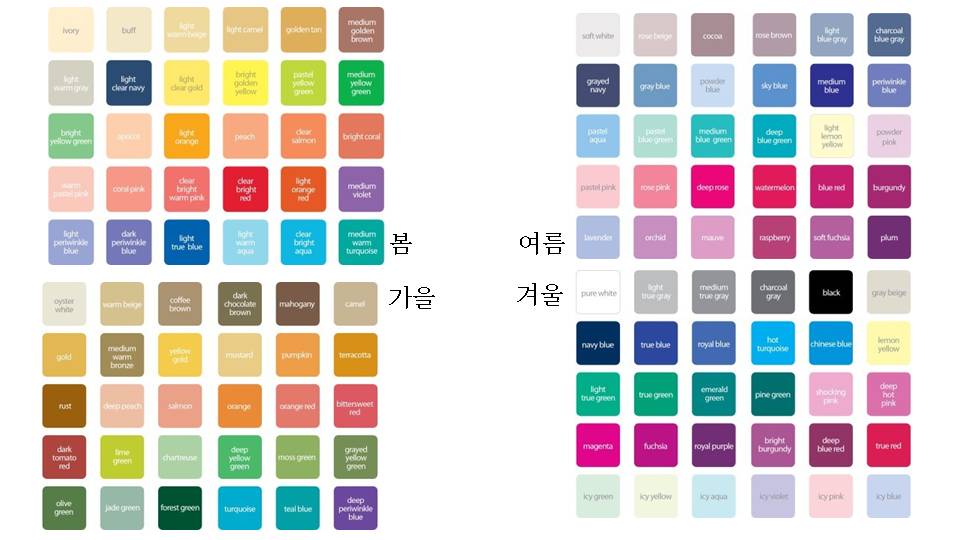 ivory buff light warm beige light camel golden tan medium golden brown
light warm gray light clear navy light clear gold bright golden yellow pastel yellow green medium yellow green
bright yellow green apricot light orange peach clear salmon bright coral
warm pastel pink coral pink clear bright warm pink clear bright red light orange red medium violet
light periwinkle blue dark periwinkle blue light true blue light warm aqua clear bright aqua medium warm turquoise
봄
soft white rose beige cocoa rose brown light blue gray charcoal blue gray
grayed navy gray blue powder blue sky blue medium blue periwinkle blue
pastel aqua pastel blue green medium blue green deep blue green light lemon yellow powder pink
pastel pink rose pink deep rose watermelon blue red burgundy
lavender orchid mauve raspberry soft fuchsia plum
여름
oyster white warm beige coffee brown dark chocolate brown mahogany camel
가을
gold medium warm bronze yellow gold mustard pumpkin terracotta
rust deep peach salmon orange orange red bittersweet red
dark tomato red lime green chartreuse deep yellow green moss green grayed yellow green
olive green jade green forest green turquoise teal blue deep periwinkle blue
겨울
pure white light true gray medium true gray charcoal gray black gray beige
navy blue true blue royal blue hot turquoise chinese blue lemon yellow
light true green true green emerald green pine green shocking pink deep hot pink
magenta fuchsia royal purple bright burgundy deep blue red true red
icy green icy yellow icy aqua icy violet icy pink icy blue